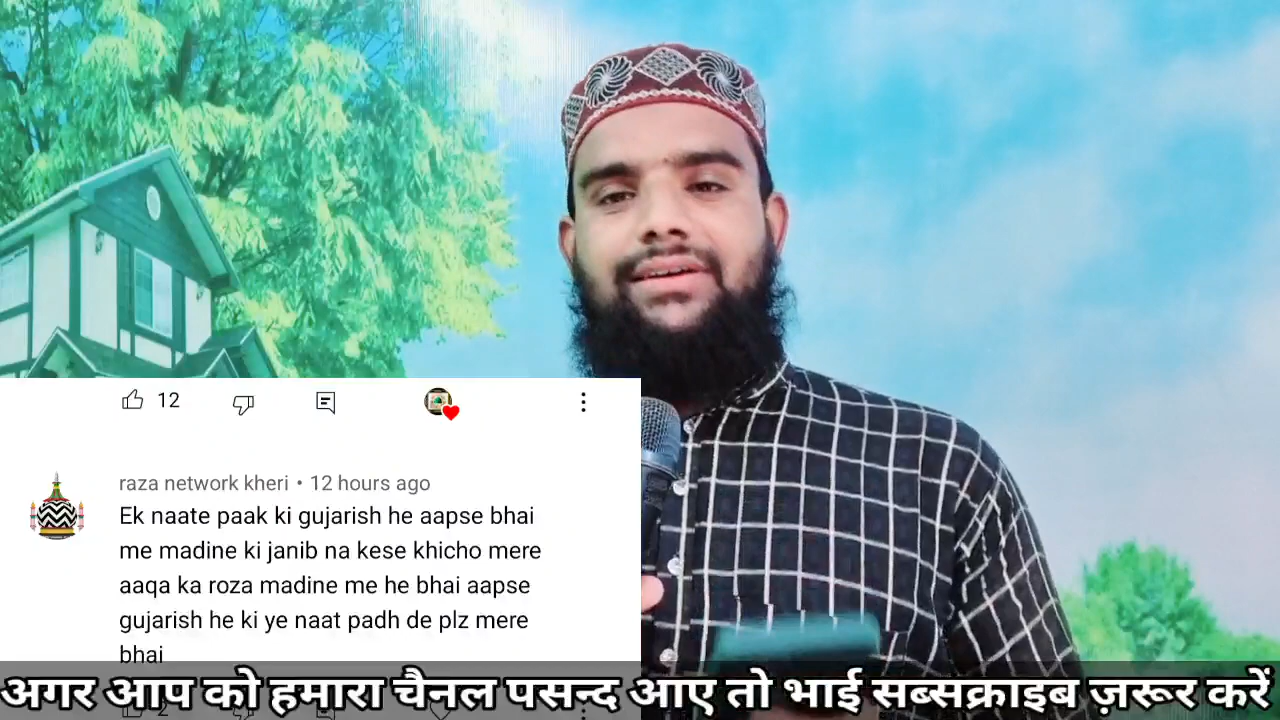 12
raza network kheri • 12 hours ago
Ek naate paak ki gujarish he aapse bhai
me madine ki janib na kese khicho mere
aaqa ka roza madine me he bhai aapse
gujarish he ki ye naat padh de plz mere
bhai
अगर आप को हमारा चैनल पसन्द आए तो भाई सब्सक्राइब ज़रूर करें
2